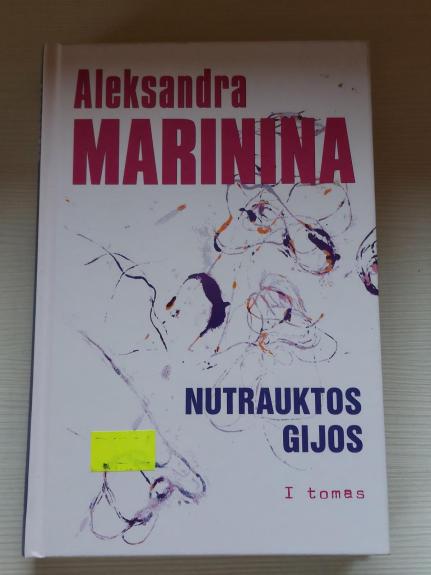 Aleksandra
MARININA
NUTRAUKTOS
GIJOS
I tomas